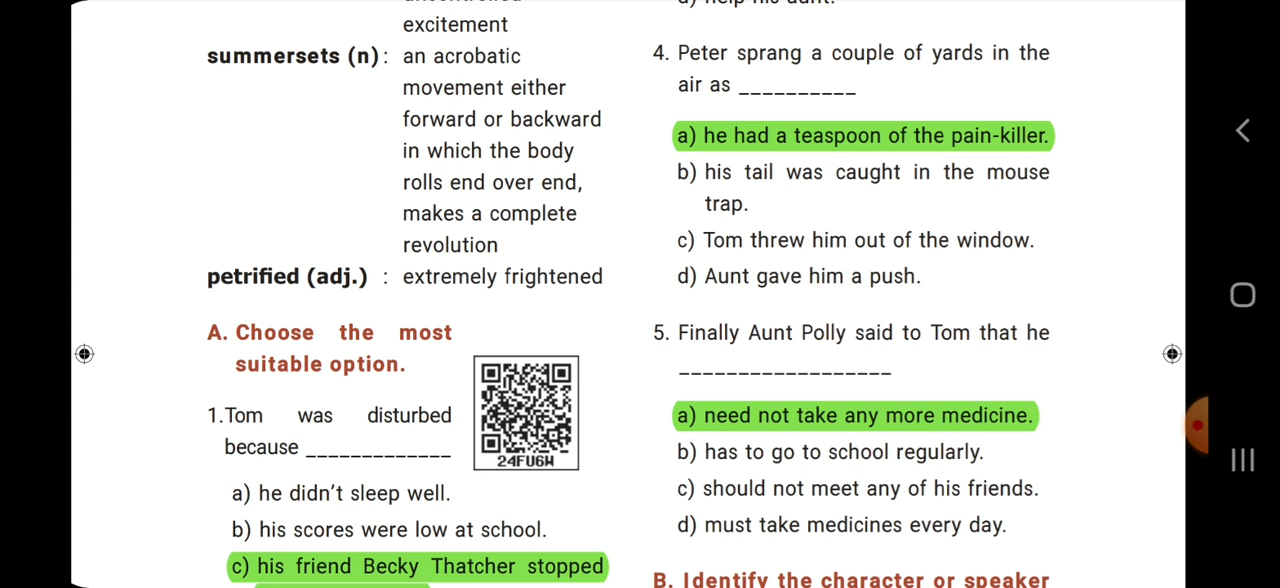 excitement
summersets (n) : an acrobatic
movement either
forward or backward
in which the body
rolls end over end,
makes a complete
revolution
petrified (adj.) : extremely frightened
A. Choose the most
suitable option.
1.Tom was disturbed
because _____________
24FU6W
a) he didn't sleep well.
b) his scores were low at school.
c) his friend Becky Thatcher stopped
4. Peter sprang a couple of yards in the
air as __________
a) he had a teaspoon of the pain-killer.
b) his tail was caught in the mouse
trap.
c) Tom threw him out of the window.
d) Aunt gave him a push.
5. Finally Aunt Polly said to Tom that he
__________________
a) need not take any more medicine.
b) has to go to school regularly.
c) should not meet any of his friends.
d) must take medicines every day.
B. Identify the character or speaker